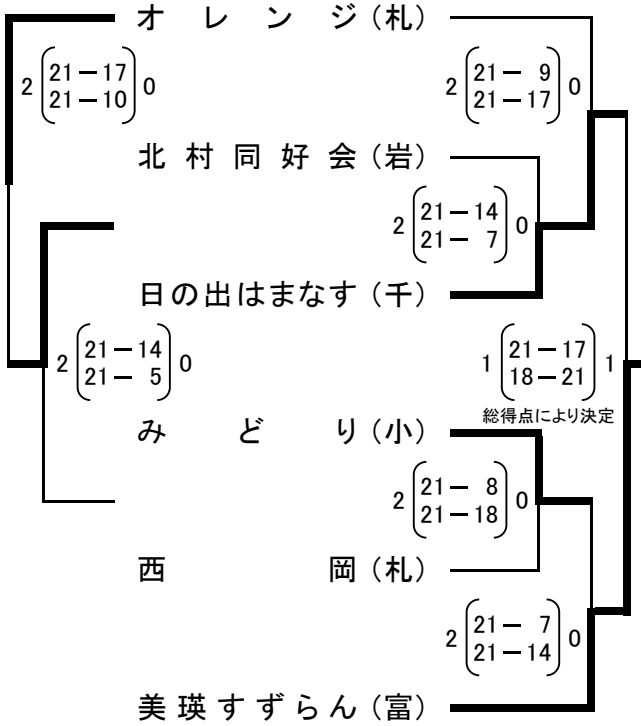 オレンジ(札)
2 21－17 0
21－10
2 21－ 9 0
21－17
北村同好会(岩)
2 21－14 0
21－ 7
日の出はまなす(千)
2 21－14 0
21－ 5
1 21－17 1
18－21
総得点により決定
みどり(小)
2 21－ 8 0
21－18
西岡(札)
2 21－ 7 0
21－14
美瑛すずらん(富)